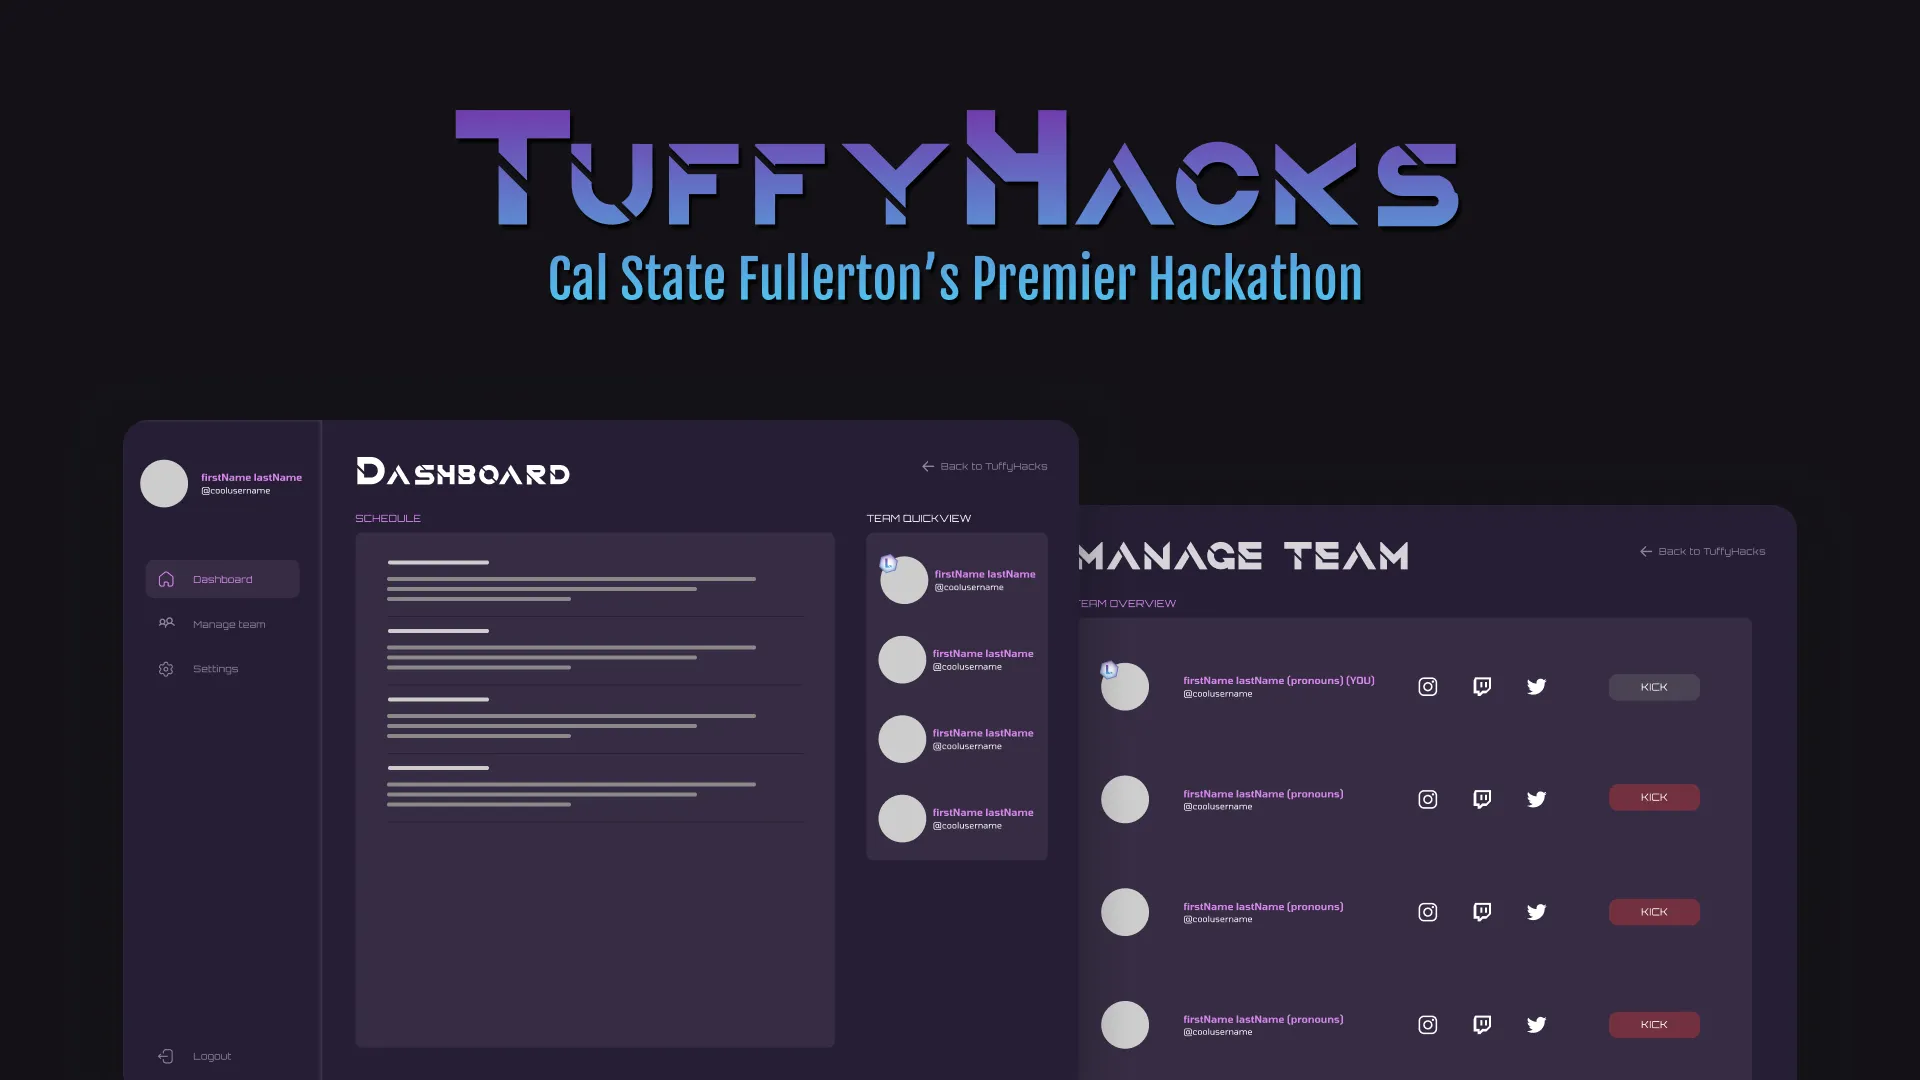 TuffyHacks
Cal State Fullerton's Premier Hackathon
firstName lastName
@coolusername
Dashboard
Manage team
Settings
Logout
Dashboard
Back to TuffyHacks
SCHEDULE
TEAM QUICKVIEW
L
firstName lastName
@coolusername
firstName lastName
@coolusername
firstName lastName
@coolusername
firstName lastName
@coolusername
MANAGE TEAM
Back to TuffyHacks
TEAM OVERVIEW
L
firstName lastName (pronouns) (YOU)
@coolusername
KICK
firstName lastName (pronouns)
@coolusername
KICK
firstName lastName (pronouns)
@coolusername
KICK
firstName lastName (pronouns)
@coolusername
KICK